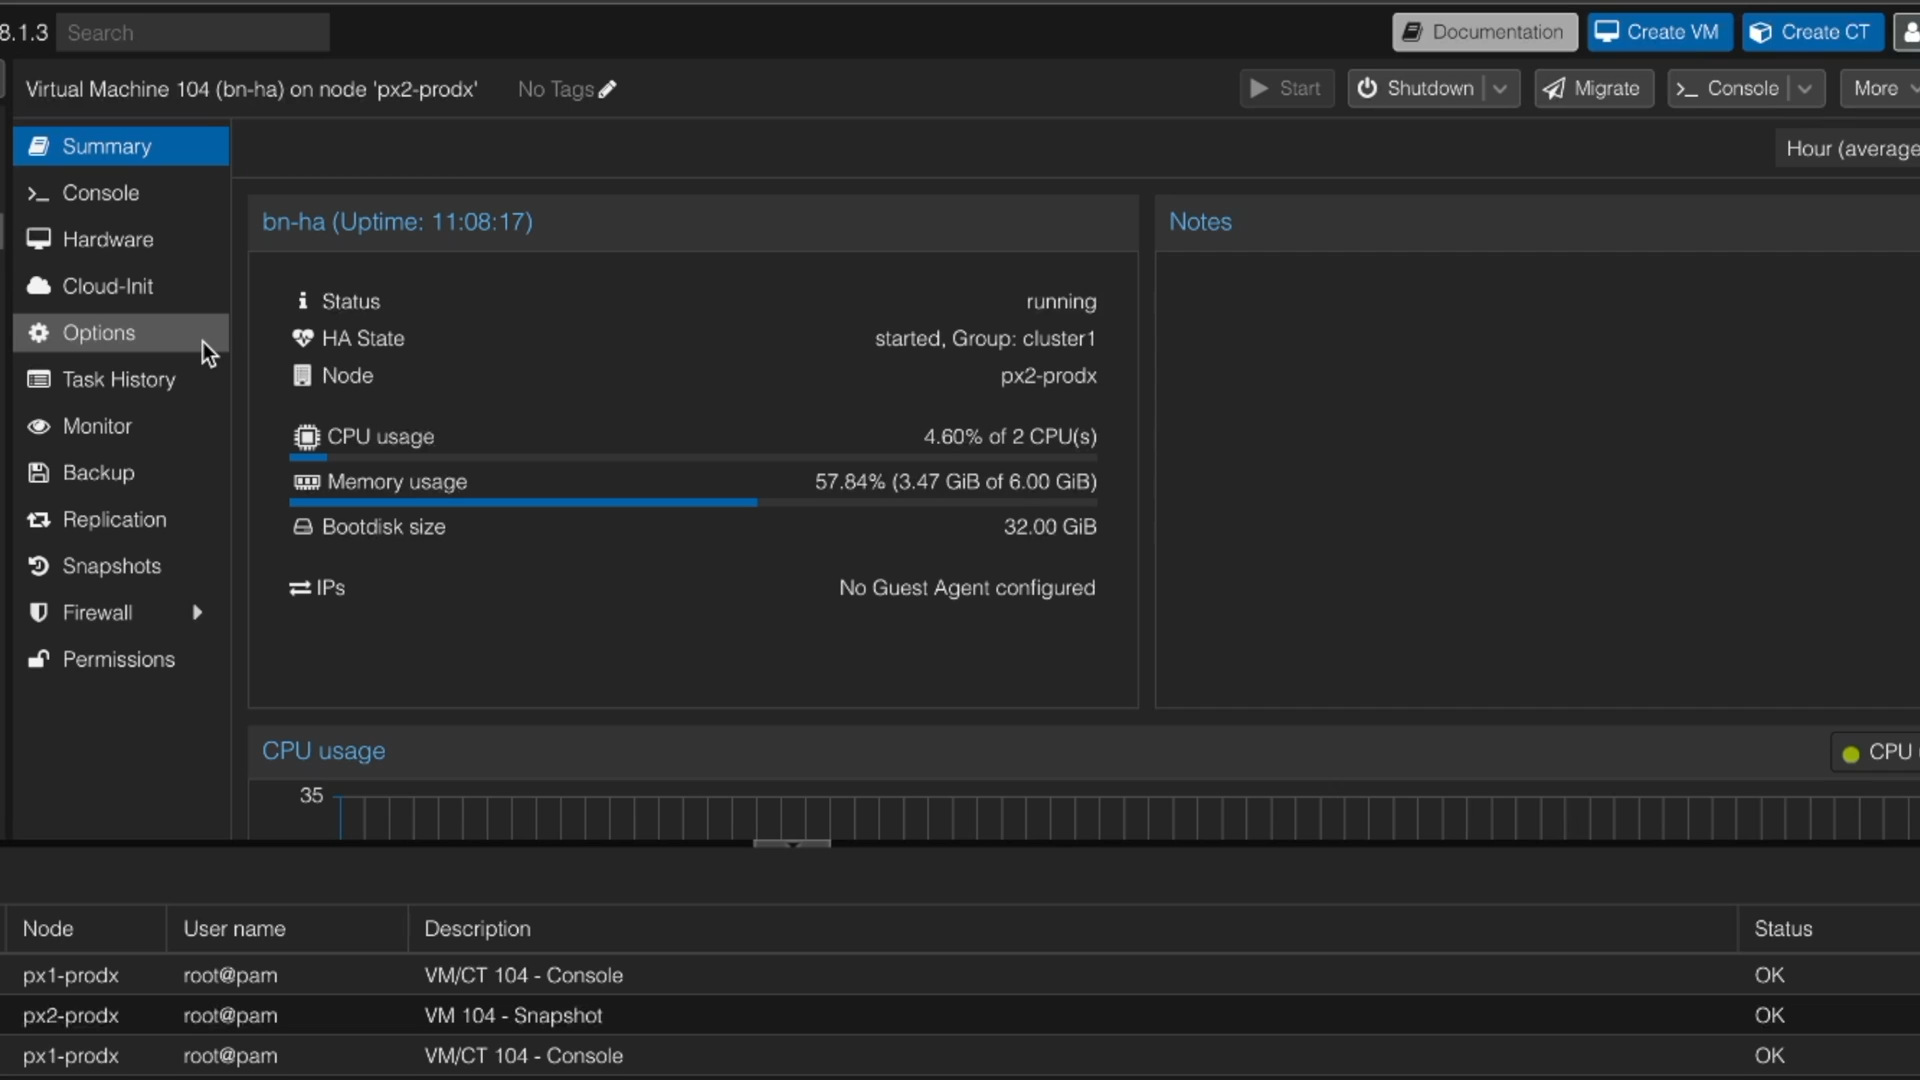 8.1.3 Search Documentation Create VM Create CT
Virtual Machine 104 (bn-ha) on node 'px2-prodx' No Tags Start Shutdown Migrate Console More
Summary
Hour (average
Console
Hardware
Cloud-Init
Options
Task History
Monitor
Backup
Replication
Snapshots
Firewall
Permissions
bn-ha (Uptime: 11:08:17)
Status running
HA State started, Group: cluster1
Node px2-prodx
CPU usage 4.60% of 2 CPU(s)
Memory usage 57.84% (3.47 GiB of 6.00 GiB)
Bootdisk size 32.00 GiB
IPs No Guest Agent configured
Notes
CPU usage
CPU
35
Node User name Description Status
px1-prodx root@pam VM/CT 104 - Console OK
px2-prodx root@pam VM 104 - Snapshot OK
px1-prodx root@pam VM/CT 104 - Console OK